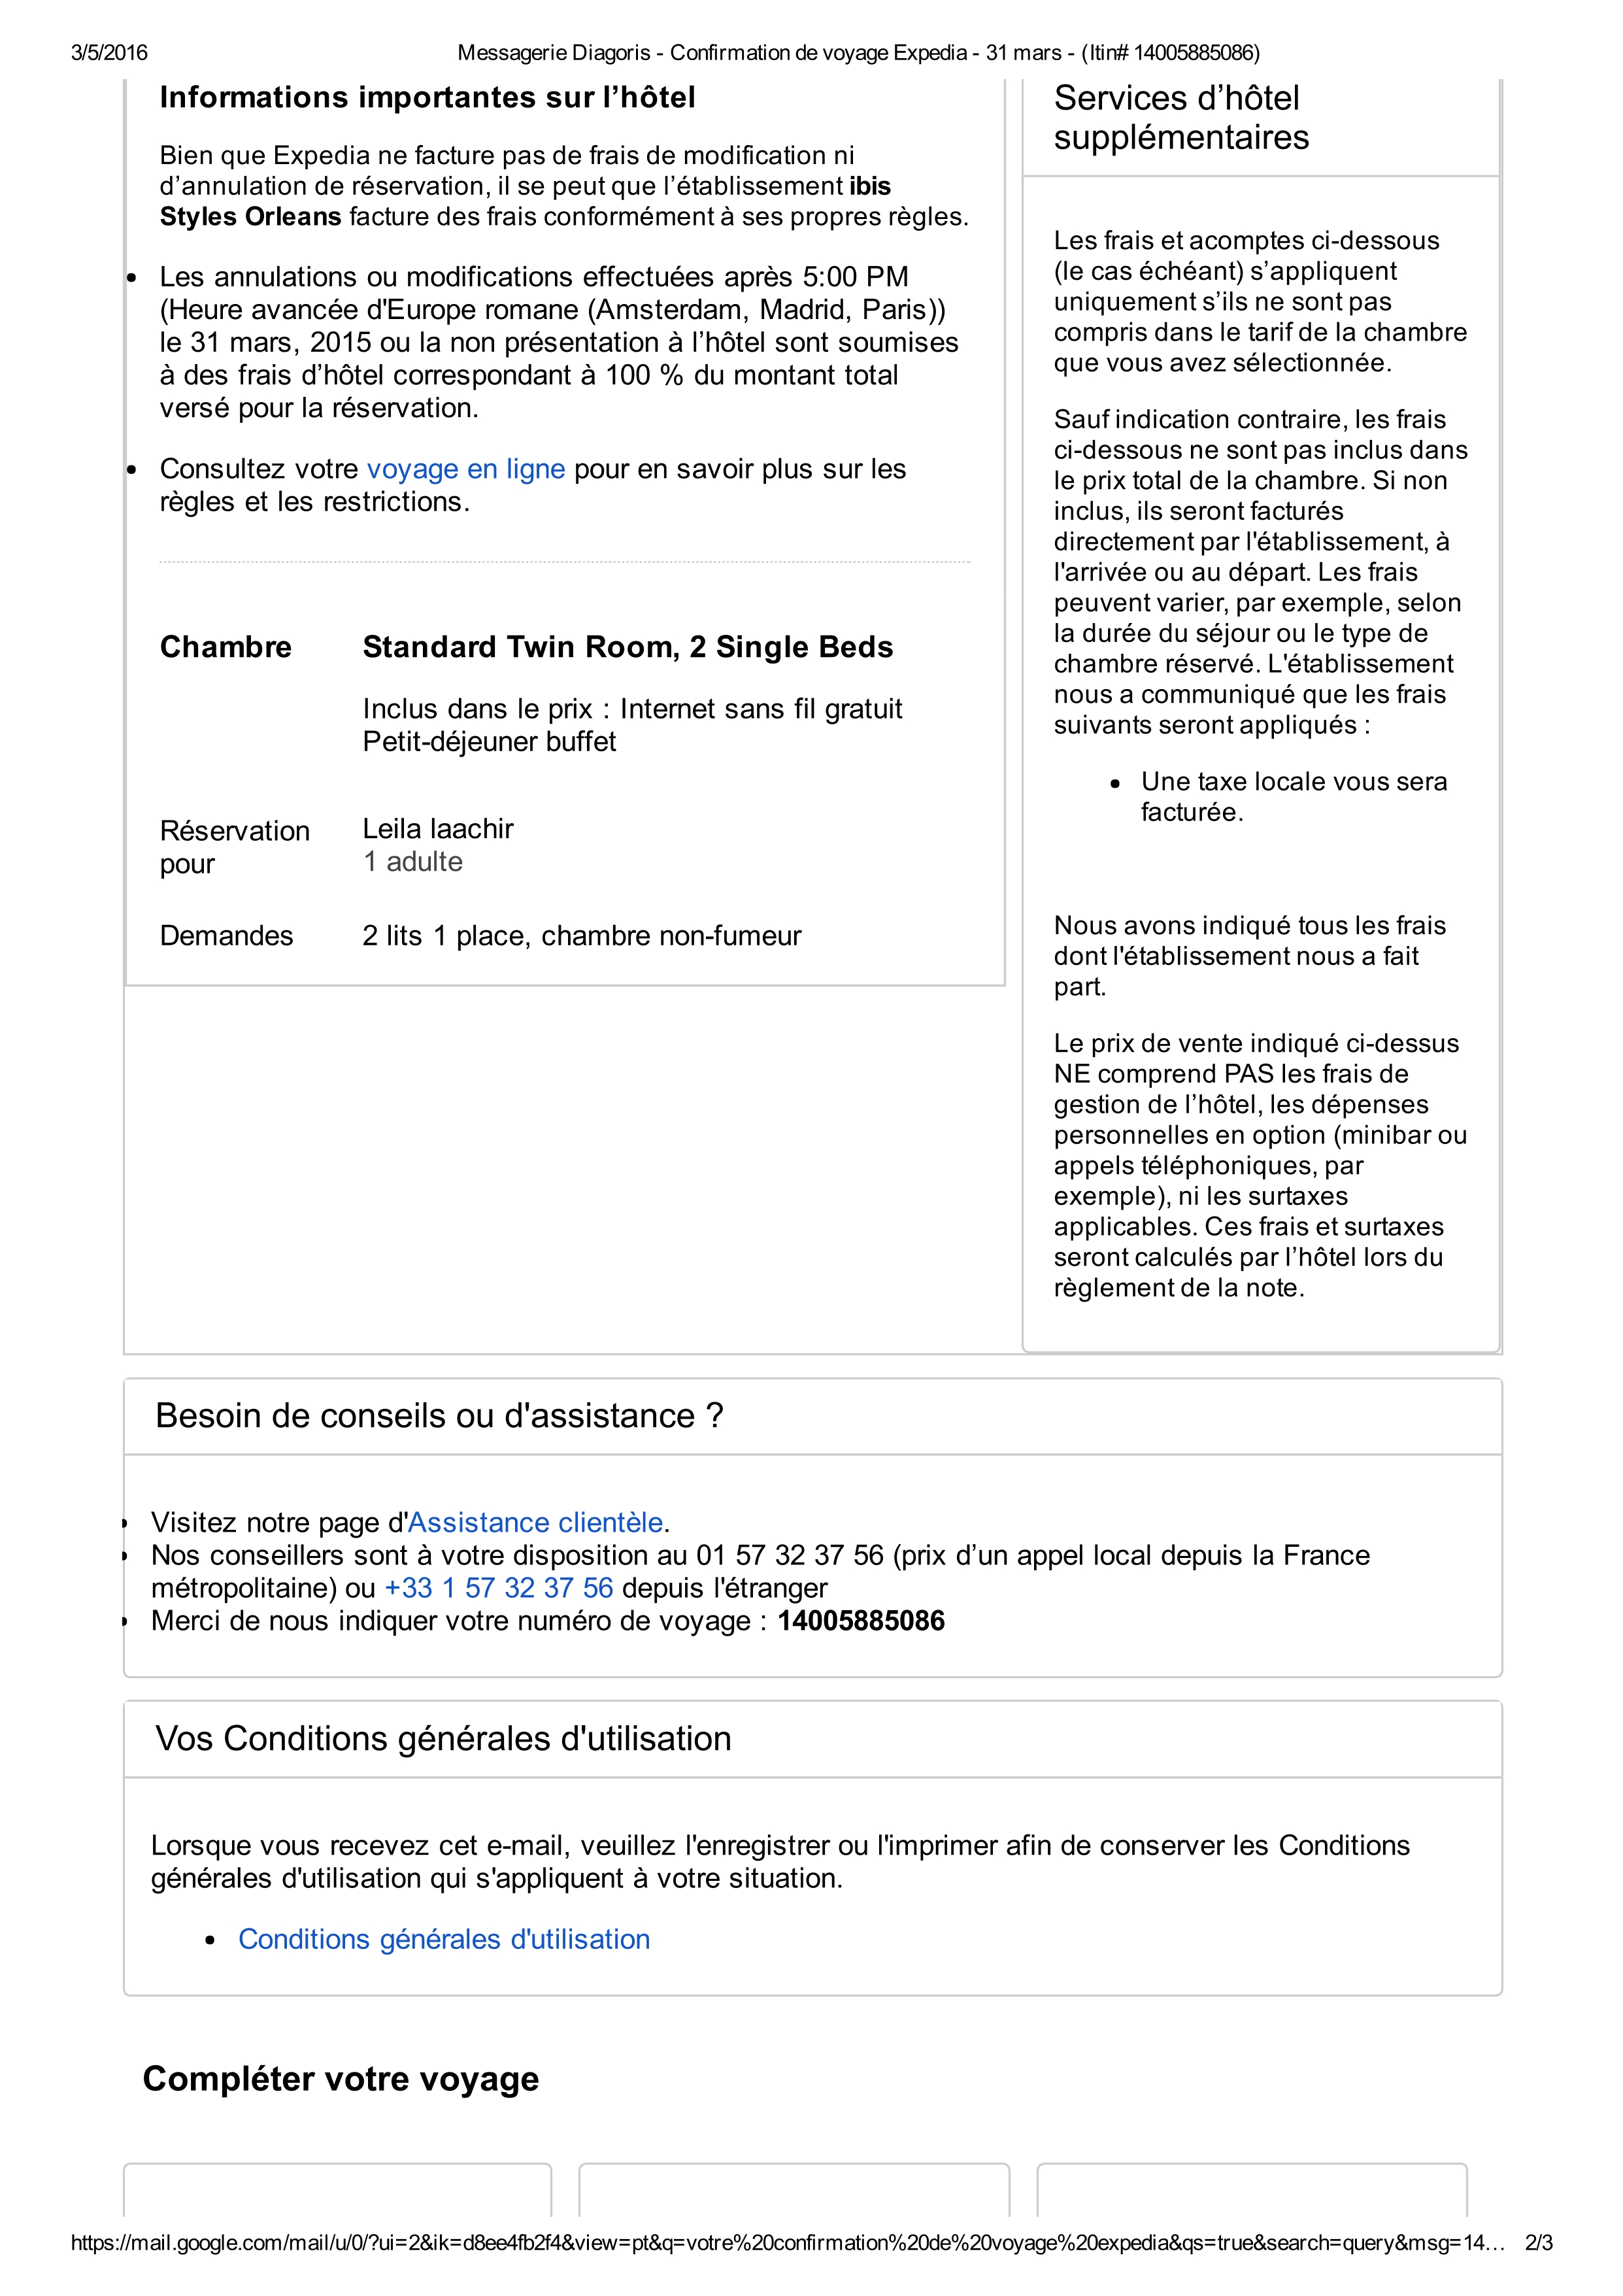 3/5/2016
Messagerie Diagoris - Confirmation de voyage Expedia - 31 mars - (Itin# 14005885086)
Informations importantes sur l’hôtel
Bien que Expedia ne facture pas de frais de modification ni
d’annulation de réservation, il se peut que l’établissement ibis
Styles Orleans facture des frais conformément à ses propres règles.
• Les annulations ou modifications effectuées après 5:00 PM
(Heure avancée d'Europe romane (Amsterdam, Madrid, Paris))
le 31 mars, 2015 ou la non présentation à l’hôtel sont soumises
à des frais d’hôtel correspondant à 100 % du montant total
versé pour la réservation.
• Consultez votre voyage en ligne pour en savoir plus sur les
règles et les restrictions.
Chambre
Standard Twin Room, 2 Single Beds
Inclus dans le prix : Internet sans fil gratuit
Petit-déjeuner buffet
Réservation
pour
Leila laachir
1 adulte
Demandes
2 lits 1 place, chambre non-fumeur
Services d’hôtel
supplémentaires
Les frais et acomptes ci-dessous
(le cas échéant) s’appliquent
uniquement s’ils ne sont pas
compris dans le tarif de la chambre
que vous avez sélectionnée.
Sauf indication contraire, les frais
ci-dessous ne sont pas inclus dans
le prix total de la chambre. Si non
inclus, ils seront facturés
directement par l'établissement, à
l'arrivée ou au départ. Les frais
peuvent varier, par exemple, selon
la durée du séjour ou le type de
chambre réservé. L'établissement
nous a communiqué que les frais
suivants seront appliqués :
• Une taxe locale vous sera
facturée.
Nous avons indiqué tous les frais
dont l'établissement nous a fait
part.
Le prix de vente indiqué ci-dessus
NE comprend PAS les frais de
gestion de l’hôtel, les dépenses
personnelles en option (minibar ou
appels téléphoniques, par
exemple), ni les surtaxes
applicables. Ces frais et surtaxes
seront calculés par l’hôtel lors du
règlement de la note.
Besoin de conseils ou d'assistance ?
• Visitez notre page d'Assistance clientèle.
• Nos conseillers sont à votre disposition au 01 57 32 37 56 (prix d’un appel local depuis la France
métropolitaine) ou +33 1 57 32 37 56 depuis l'étranger
• Merci de nous indiquer votre numéro de voyage : 14005885086
Vos Conditions générales d'utilisation
Lorsque vous recevez cet e-mail, veuillez l'enregistrer ou l'imprimer afin de conserver les Conditions
générales d'utilisation qui s'appliquent à votre situation.
• Conditions générales d'utilisation
Compléter votre voyage
https://mail.google.com/mail/u/0/?ui=2&ik=d8ee4fb2f4&view=pt&q=votre%20confirmation%20de%20voyage%20expedia&qs=true&search=query&msg=14…
2/3